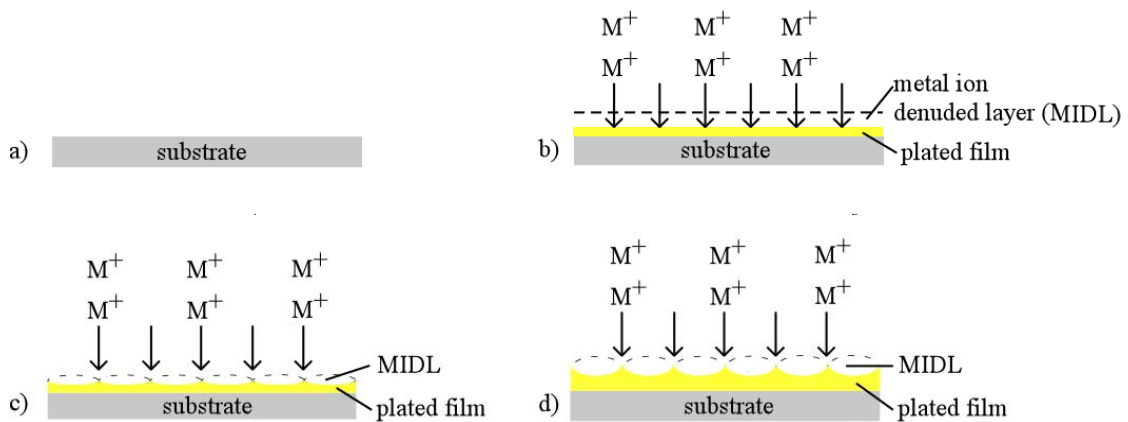 a)
substrate
b)
M+ M+ M+
M+ M+ M+
metal ion
denuded layer (MIDL)
substrate
plated film
c)
M+ M+ M+
M+ M+ M+
MIDL
plated film
substrate
d)
M+ M+ M+
M+ M+ M+
MIDL
plated film
substrate